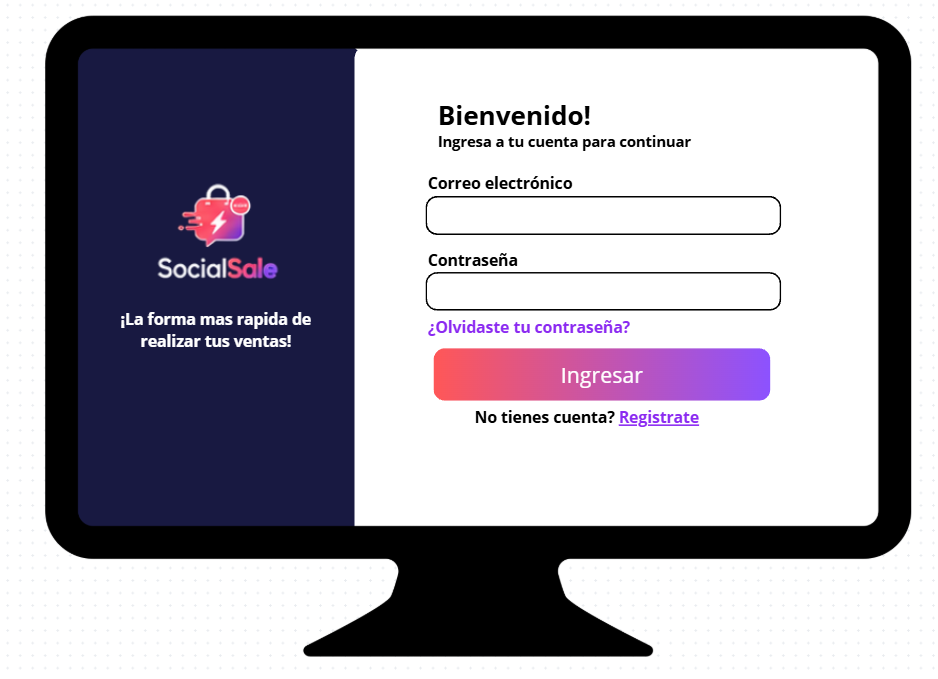 SocialSale
¡La forma mas rapida de
realizar tus ventas!
Bienvenido!
Ingresa a tu cuenta para continuar
Correo electrónico
Contraseña
¿Olvidaste tu contraseña?
Ingresar
No tienes cuenta? Registrate